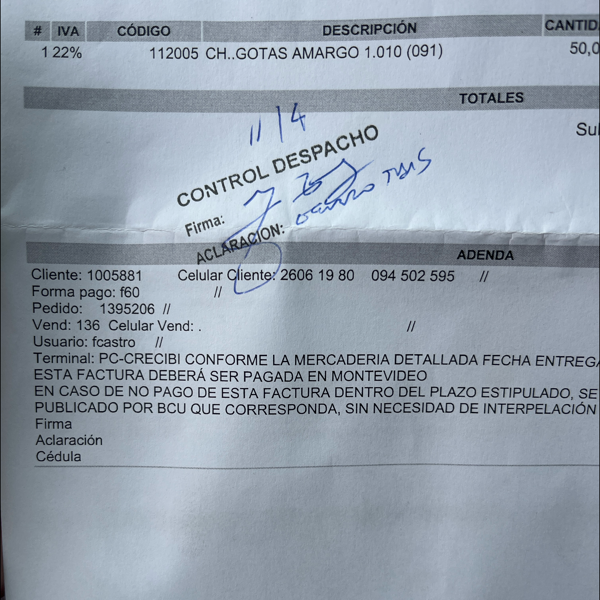 # IVA CÓDIGO DESCRIPCIÓN CANTID
1 22% 112005 CH..GOTAS AMARGO 1.010 (091) 50,0
TOTALES
Sul
11/4
CONTROL DESPACHO
Firma:
ACLARACIÓN:
ADENDA
Cliente: 1005881 Celular Cliente: 2606 19 80 094 502 595 //
Forma pago: f60 //
Pedido: 1395206 //
Vend: 136 Celular Vend: . //
Usuario: fcastro //
Terminal: PC-CRECIBI CONFORME LA MERCADERIA DETALLADA FECHA ENTREGA
ESTA FACTURA DEBERÁ SER PAGADA EN MONTEVIDEO
EN CASO DE NO PAGO DE ESTA FACTURA DENTRO DEL PLAZO ESTIPULADO, SE
PUBLICADO POR BCU QUE CORRESPONDA, SIN NECESIDAD DE INTERPELACIÓN
Firma
Aclaración
Cédula